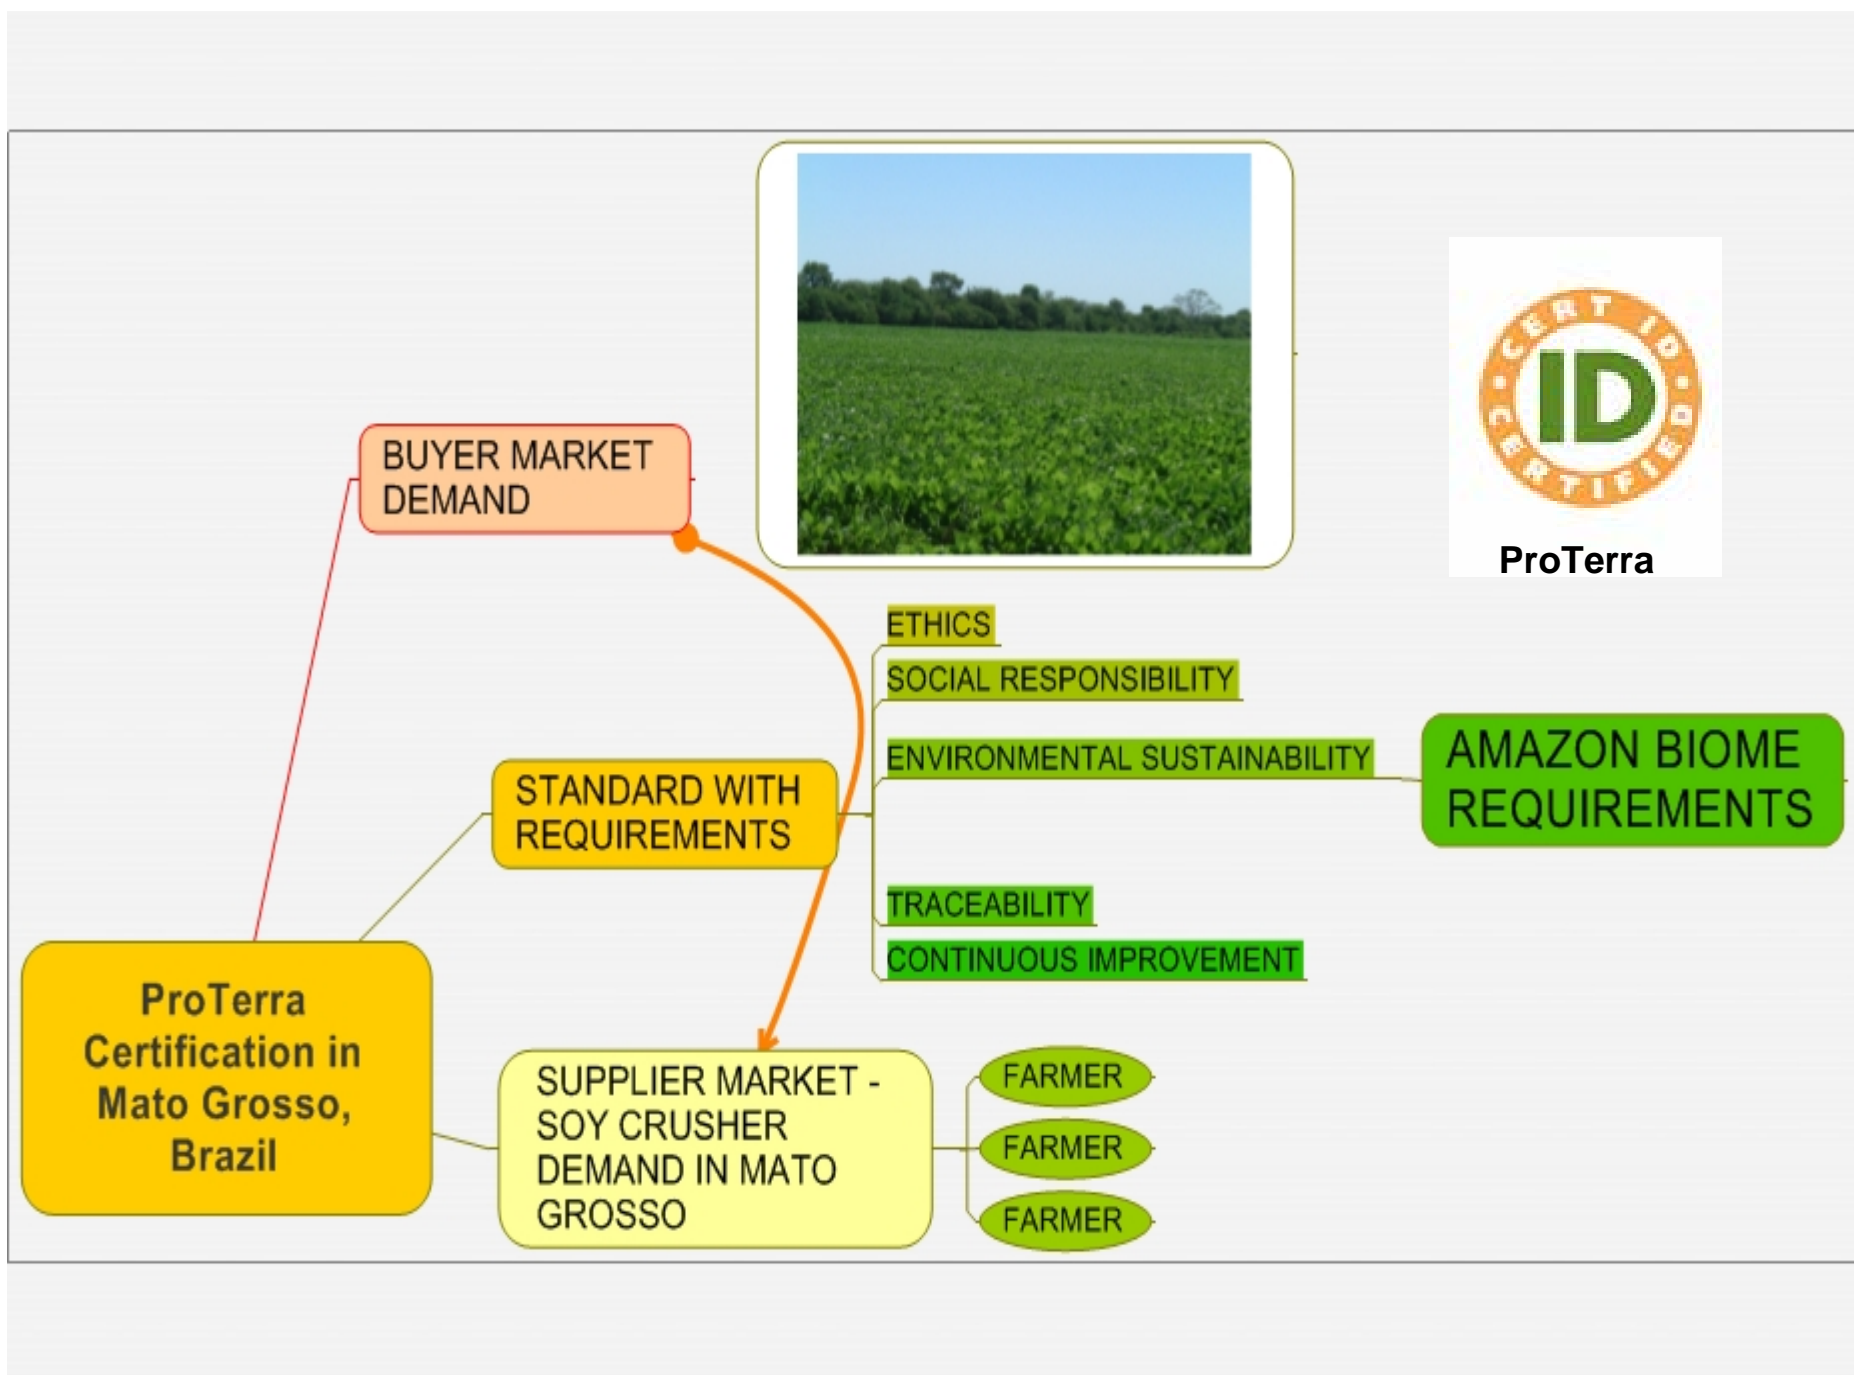 CERT ID
ID
CERTIFIED
ProTerra
BUYER MARKET
DEMAND
STANDARD WITH
REQUIREMENTS
ETHICS
SOCIAL RESPONSIBILITY
ENVIRONMENTAL SUSTAINABILITY
AMAZON BIOME
REQUIREMENTS
TRACEABILITY
CONTINUOUS IMPROVEMENT
ProTerra
Certification in
Mato Grosso,
Brazil
SUPPLIER MARKET -
SOY CRUSHER
DEMAND IN MATO
GROSSO
FARMER
FARMER
FARMER